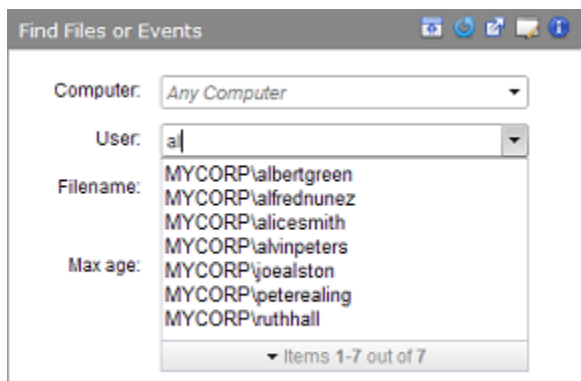 Find Files or Events
Computer: Any Computer
User: al
MYCORP\albertgreen
MYCORP\alfrednunez
Filename:
MYCORP\alicesmith
MYCORP\alvinpeters
Max age:
MYCORP\joealston
MYCORP\peterealing
MYCORP\ruthhall
Items 1-7 out of 7